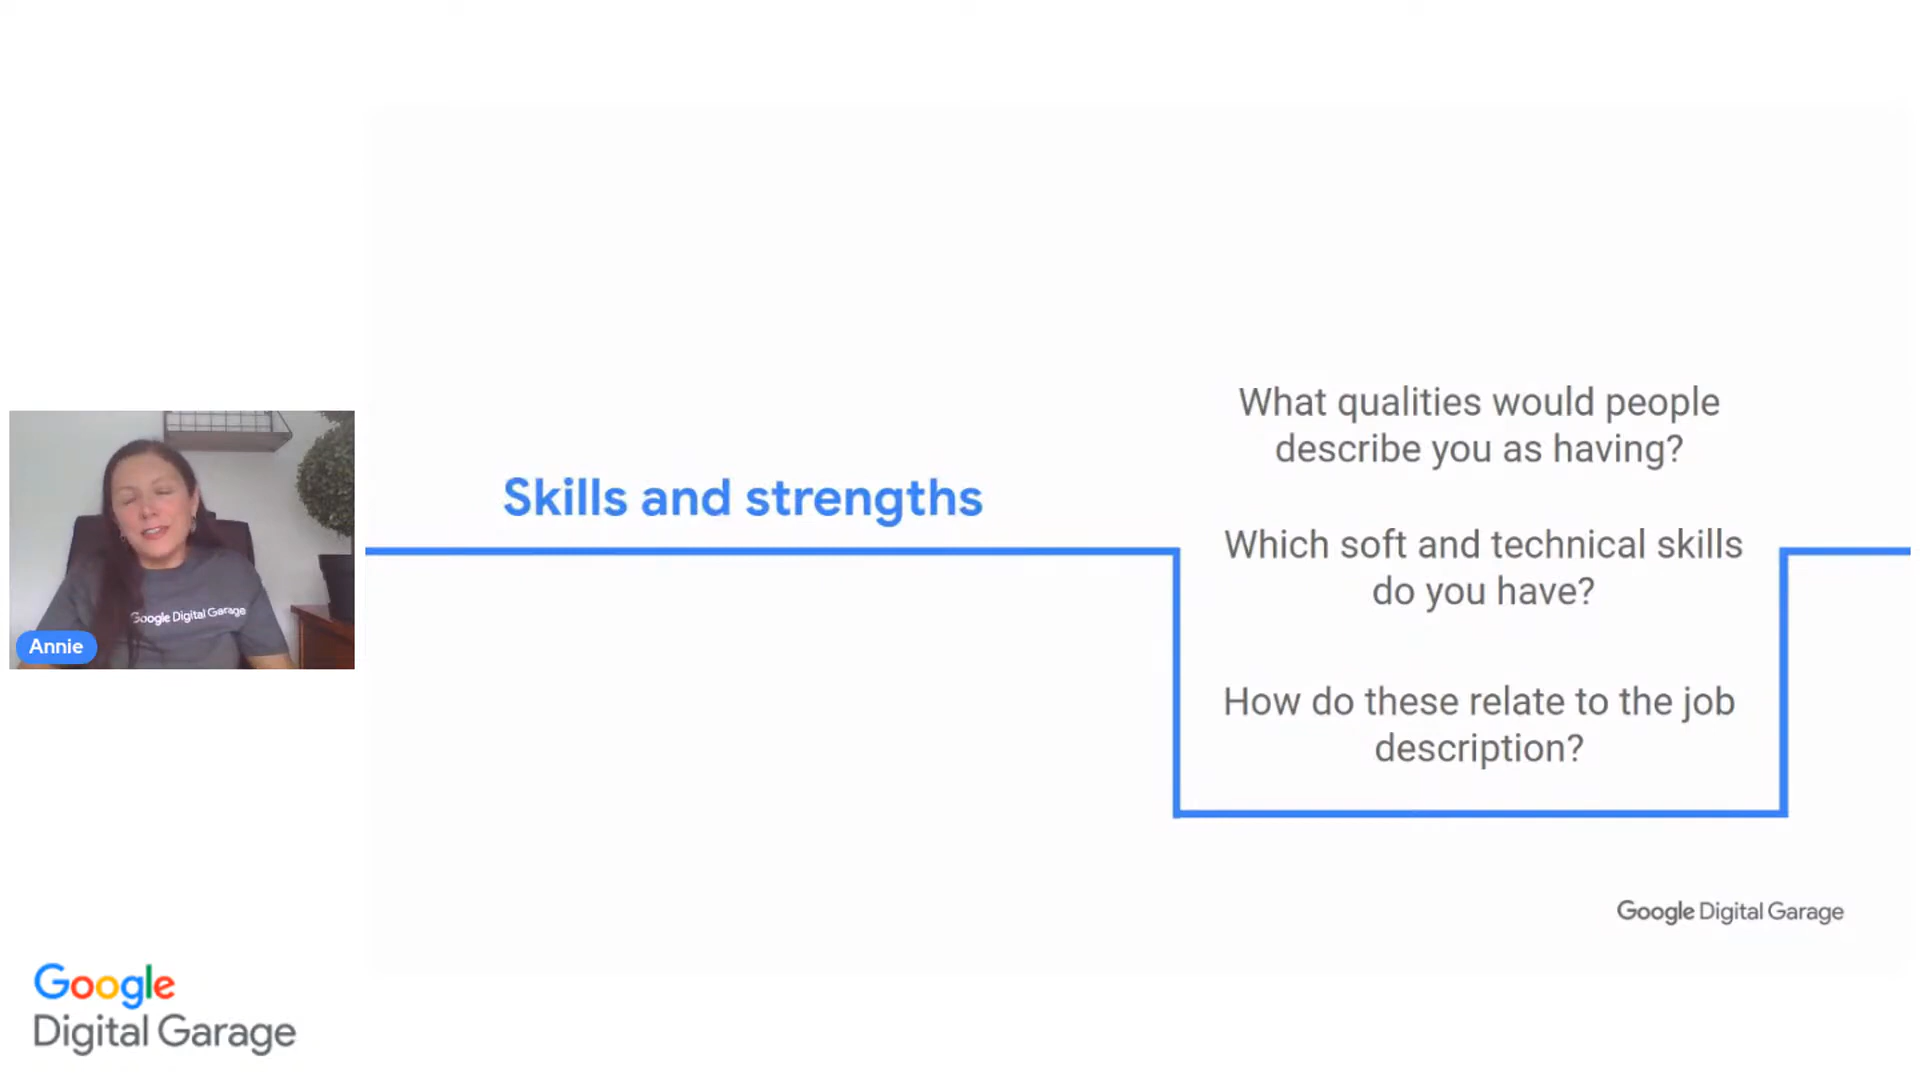 What qualities would people
describe you as having?
Skills and strengths
Which soft and technical skills
do you have?
Google Digital Garage
Annie
How do these relate to the job
description?
Google Digital Garage
Google
Digital Garage